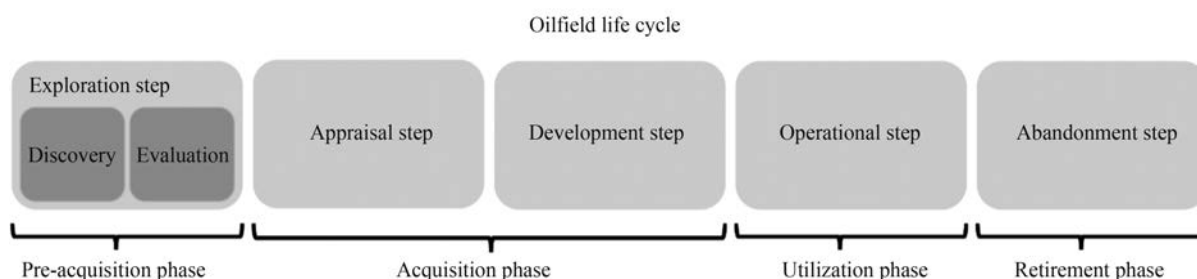 Oilfield life cycle
Exploration step
Discovery
Evaluation
Appraisal step
Development step
Operational step
Abandonment step
Pre-acquisition phase
Acquisition phase
Utilization phase
Retirement phase